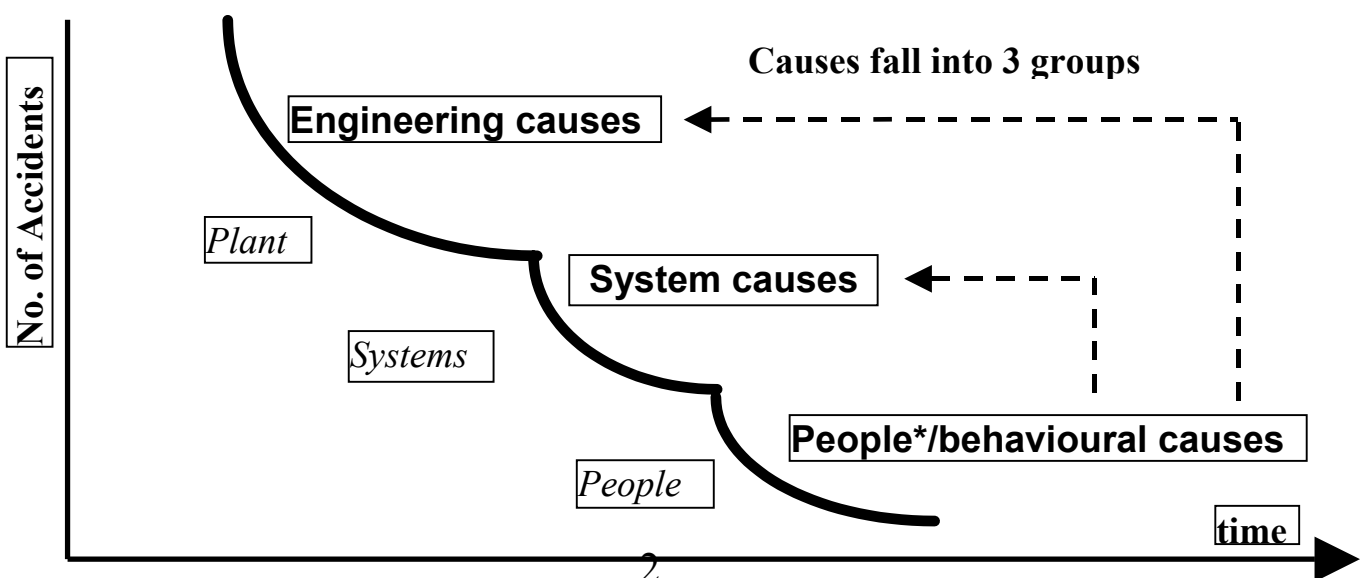 Causes fall into 3 groups
No. of Accidents
Engineering causes
Plant
System causes
Systems
People*/behavioural causes
People
time
2